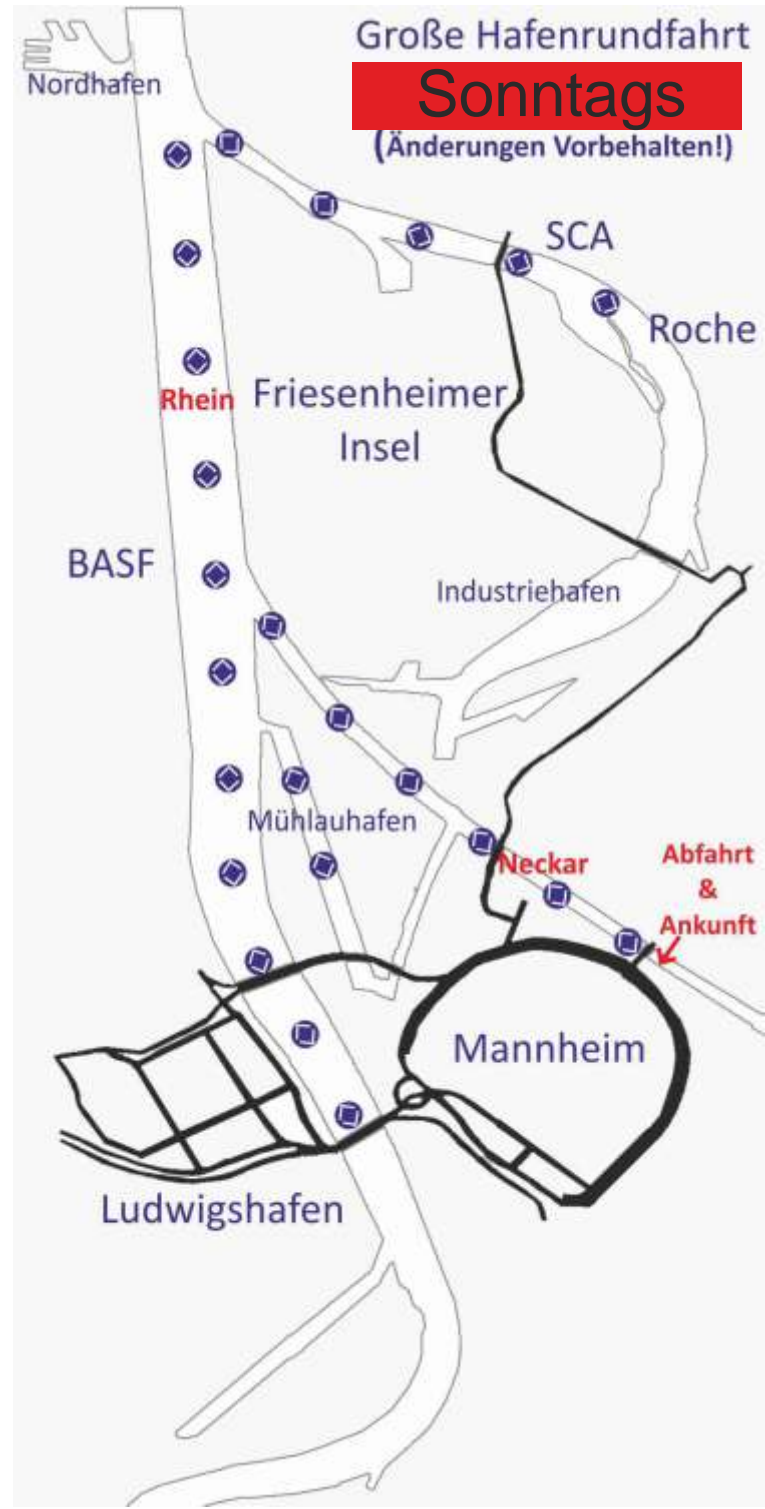 Große Hafenrundfahrt
Sonntags
(Änderungen Vorbehalten!)
Nordhafen
SCA
Roche
Rhein
Friesenheimer
Insel
BASF
Industriehafen
Mühlauhafen
Neckar
Abfahrt
&
Ankunft
Mannheim
Ludwigshafen